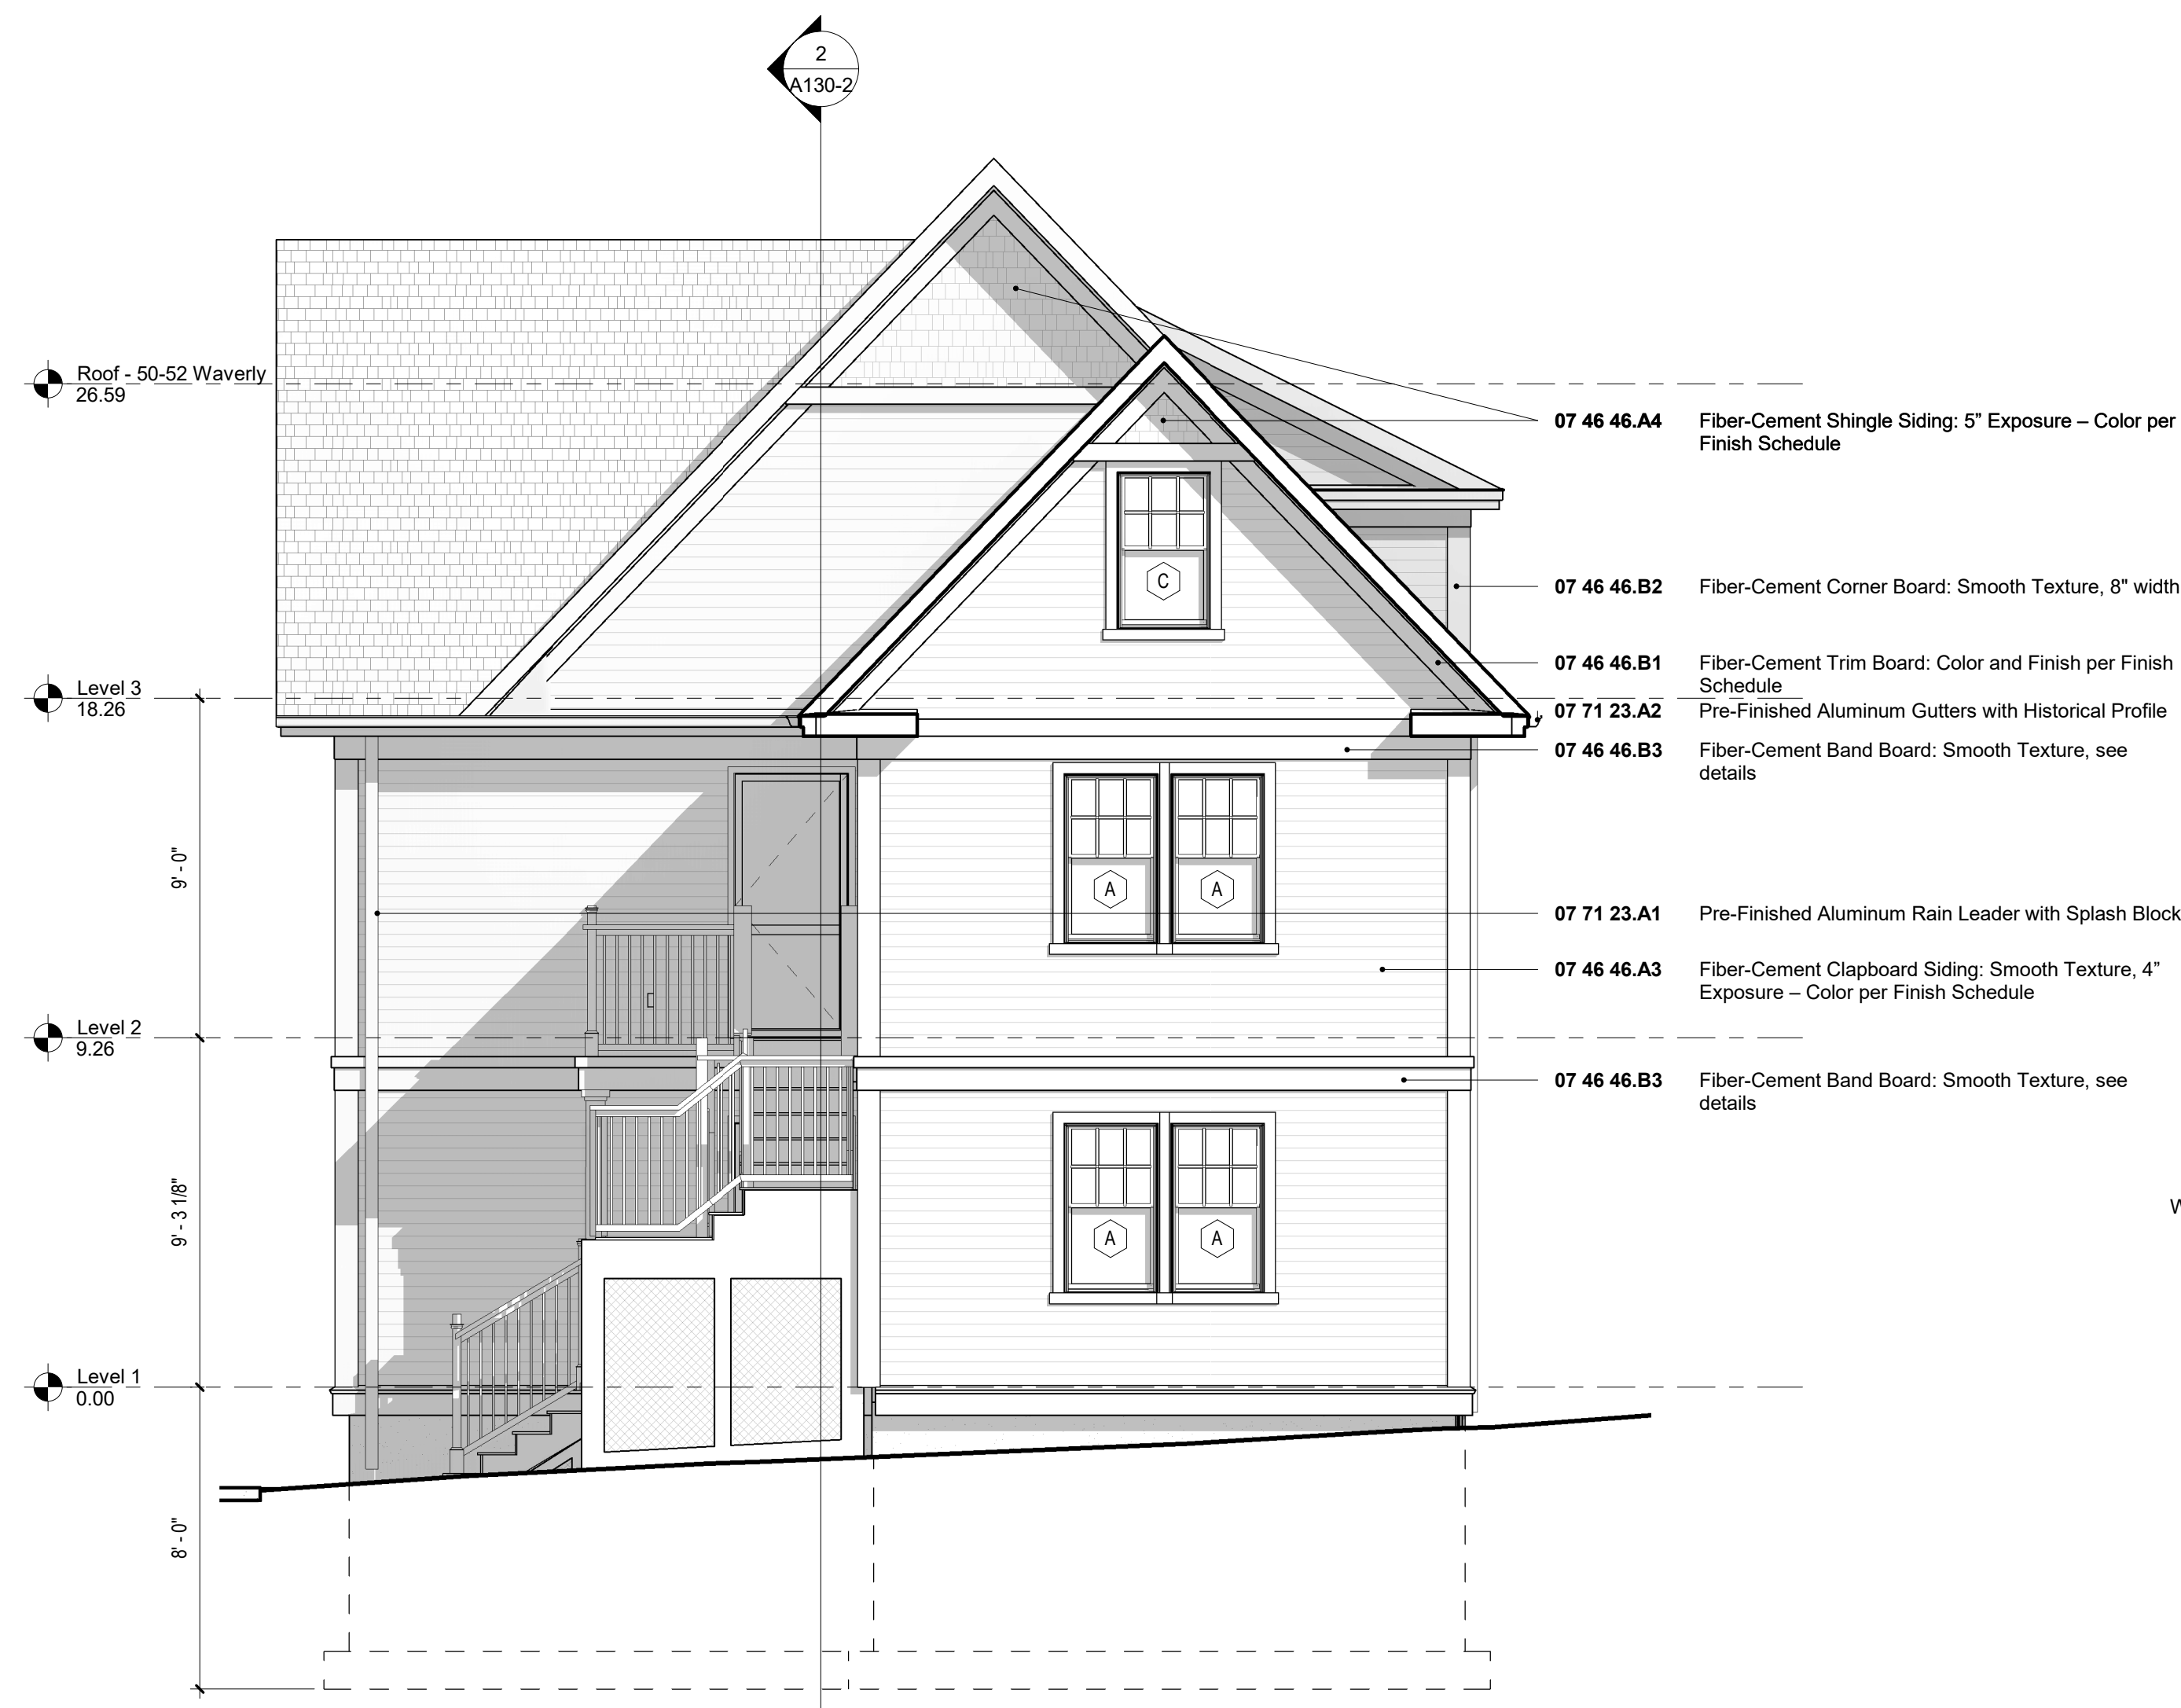 2
A130-2
Roof - 50-52 Waverly
26.59
07 46 46.A4 Fiber-Cement Shingle Siding: 5” Exposure – Color per
Finish Schedule
C
07 46 46.B2 Fiber-Cement Corner Board: Smooth Texture, 8" width
07 46 46.B1 Fiber-Cement Trim Board: Color and Finish per Finish
Schedule
Level 3
18.26
07 71 23.A2 Pre-Finished Aluminum Gutters with Historical Profile
07 46 46.B3 Fiber-Cement Band Board: Smooth Texture, see
details
9' - 0"
A A
07 71 23.A1 Pre-Finished Aluminum Rain Leader with Splash Block
07 46 46.A3 Fiber-Cement Clapboard Siding: Smooth Texture, 4”
Exposure – Color per Finish Schedule
Level 2
9.26
07 46 46.B3 Fiber-Cement Band Board: Smooth Texture, see
details
9' - 3 1/8"
W
A A
Level 1
0.00
8' - 0"